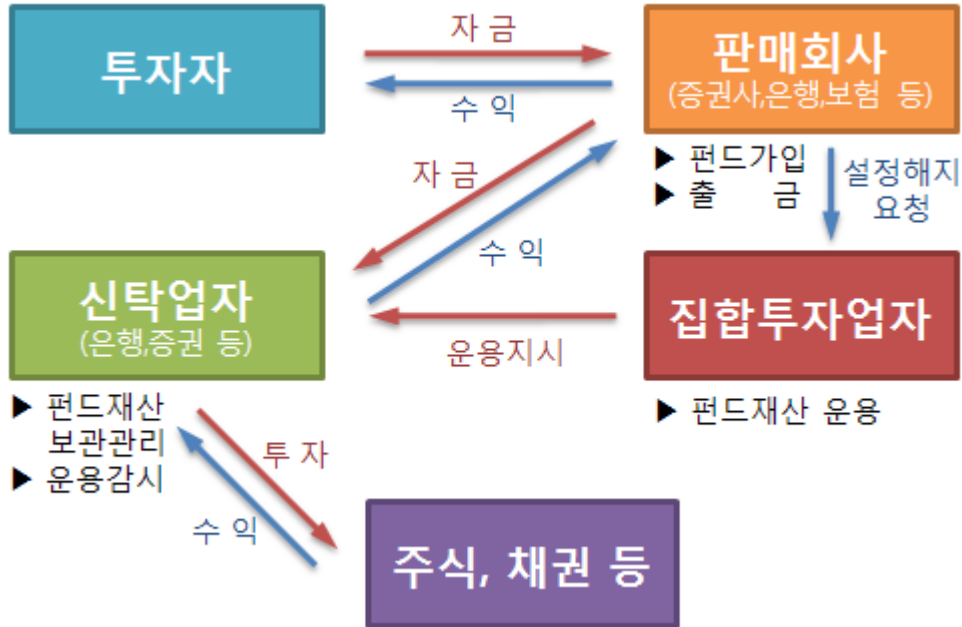 투자자
자 금
수 익
판매회사
(증권사,은행,보험 등)
▶ 펀드가입
▶ 출 금
설정해지
요청
자 금
수 익
신탁업자
(은행,증권 등)
운용지시
집합투자업자
▶ 펀드재산
보관관리
▶ 운용감시
▶ 펀드재산 운용
투 자
수 익
주식, 채권 등